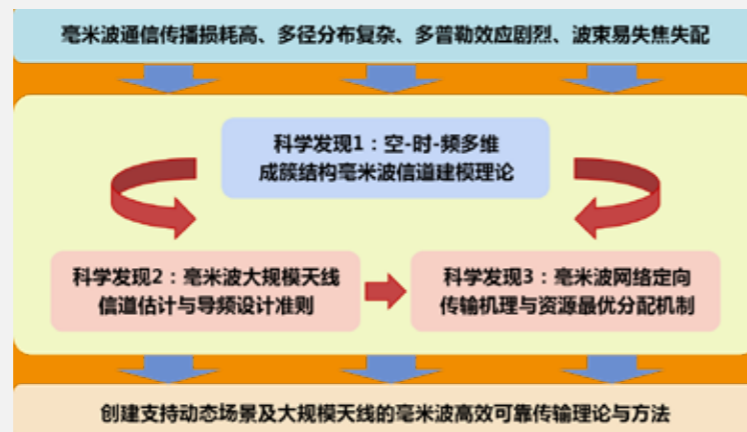 毫米波通信传播损耗高、多径分布复杂、多普勒效应剧烈、波束易失焦失配
科学发现1：空-时-频多维
成簇结构毫米波信道建模理论
科学发现2：毫米波大规模天线
信道估计与导频设计准则
科学发现3：毫米波网络定向
传输机理与资源最优分配机制
创建支持动态场景及大规模天线的毫米波高效可靠传输理论与方法